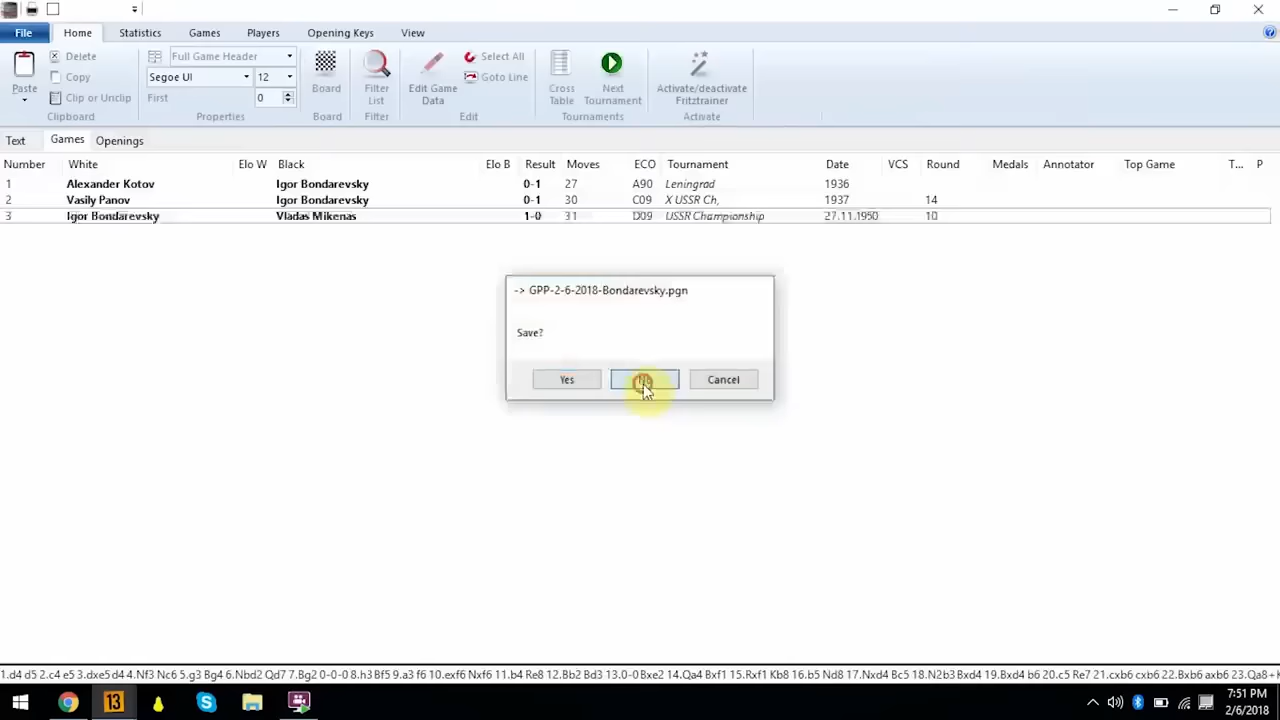 File Home Statistics Games Players Opening Keys View
Paste Delete Copy Clip or Unclip Clipboard
Full Game Header
Segoe UI 12
First 0
Properties
Board
Board
Filter List
Filter
Edit Game Data
Select All
Goto Line
Edit
Cross Table
Next Tournament
Tournaments
Activate/deactivate Fritztrainer
Activate
Text Games Openings
Number White Elo W Black Elo B Result Moves ECO Tournament Date VCS Round Medals Annotator Top Game T... P
1 Alexander Kotov Igor Bondarevsky 0-1 27 A90 Leningrad 1936
2 Vasily Panov Igor Bondarevsky 0-1 30 C09 X USSR Ch, 1937 14
3 Igor Bondarevsky Vladas Mikenas 1-0 31 D09 USSR Championship 27.11.1950 10
-> GPP-2-6-2018-Bondarevsky.pgn
Save?
Yes Cancel
1.d4 d5 2.c4 e5 3.dxe5 d4 4.Nf3 Nc6 5.g3 Bg4 6.Nbd2 Qd7 7.Bg2 0-0-0 8.h3 Bf5 9.a3 f6 10.exf6 Nxf6 11.b4 Re8 12.Bb2 Bd3 13.0-0 Bxe2 14.Qa4 Bxf1 15.Rxf1 Kb8 16.b5 Nd8 17.Nxd4 Bc5 18.N2b3 Bxd4 19.Bxd4 b6 20.c5 Re7 21.cxb6 cxb6 22.Bxb6 axb6 23.Qa8+
13
7:51 PM
2/6/2018